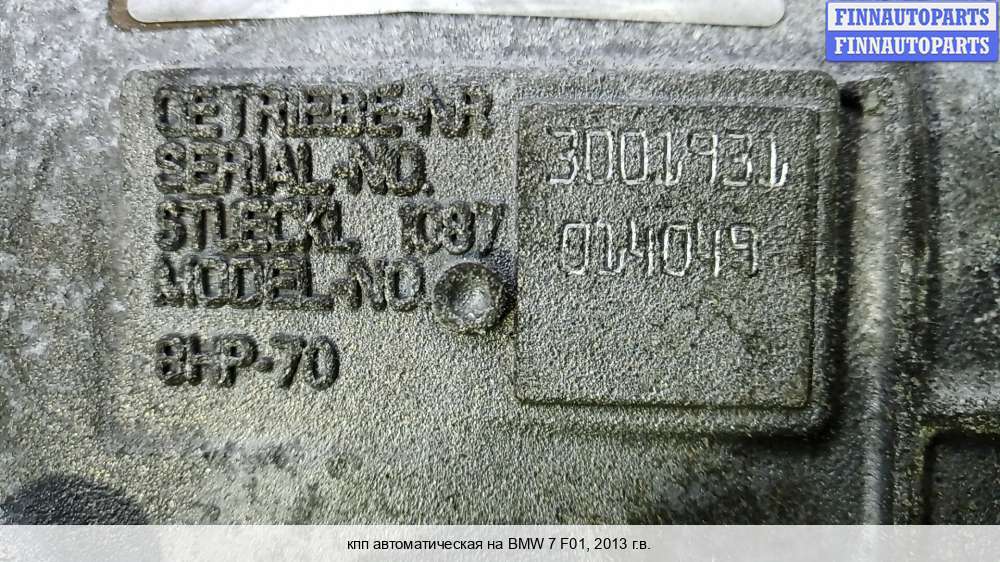 FINNAUTOPARTS
FINNAUTOPARTS
GETRIEBE-NR
SERIAL-NO.
STUECKL 1087
MODEL-NO
8HP-70
3001931
014049
кпп автоматическая на BMW 7 F01, 2013 г.в.